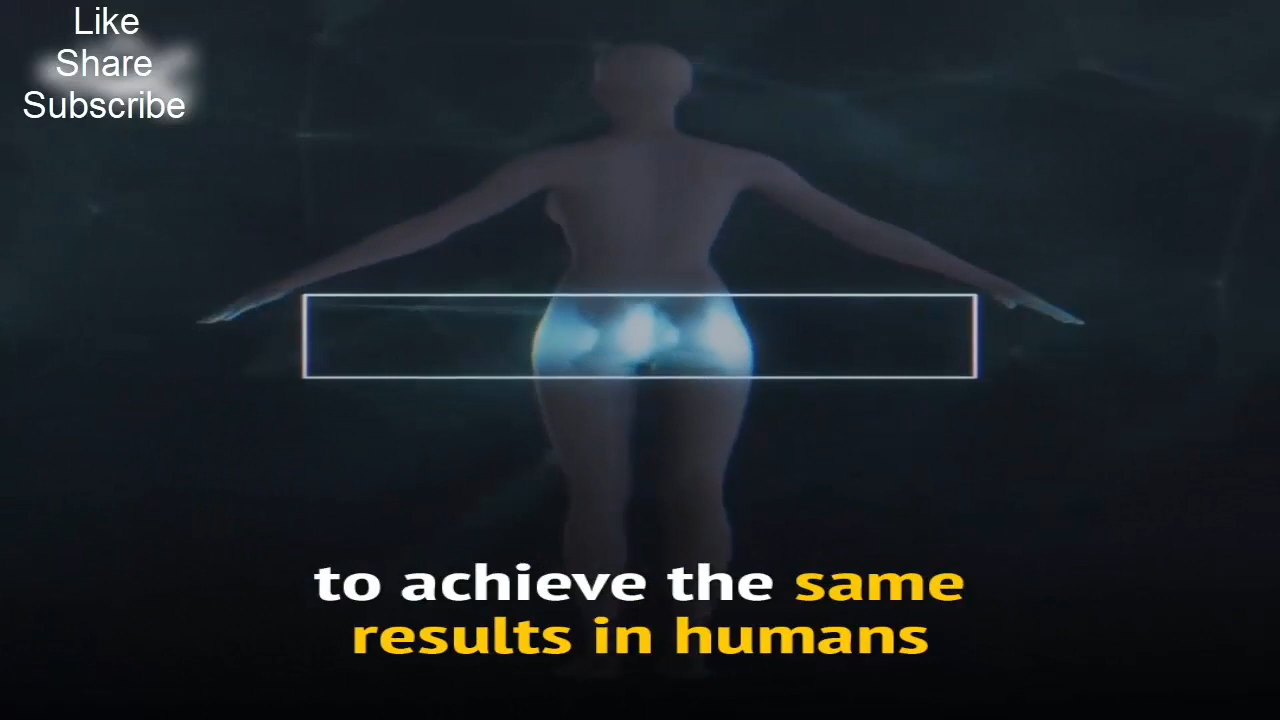 Like
Share
Subscribe
to achieve the same
results in humans